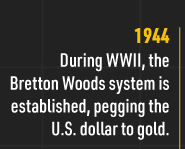 1944
During WWII, the
Bretton Woods system is
established, pegging the
U.S. dollar to gold.